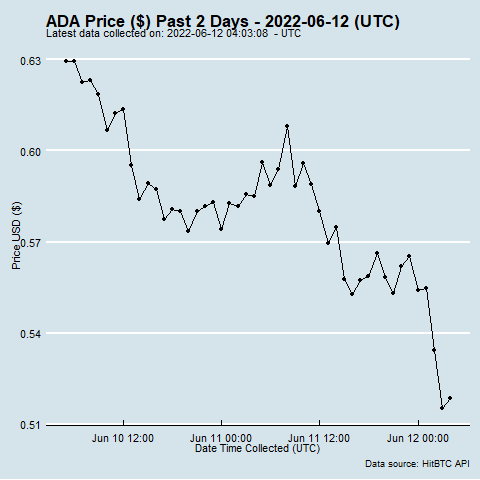 ADA Price ($) Past 2 Days - 2022-06-12 (UTC)
Latest data collected on: 2022-06-12 04:03:08 - UTC
0.63
0.60
0.57
0.54
0.51
Price USD ($)
Jun 10 12:00
Jun 11 00:00
Jun 11 12:00
Jun 12 00:00
Date Time Collected (UTC)
Data source: HitBTC API